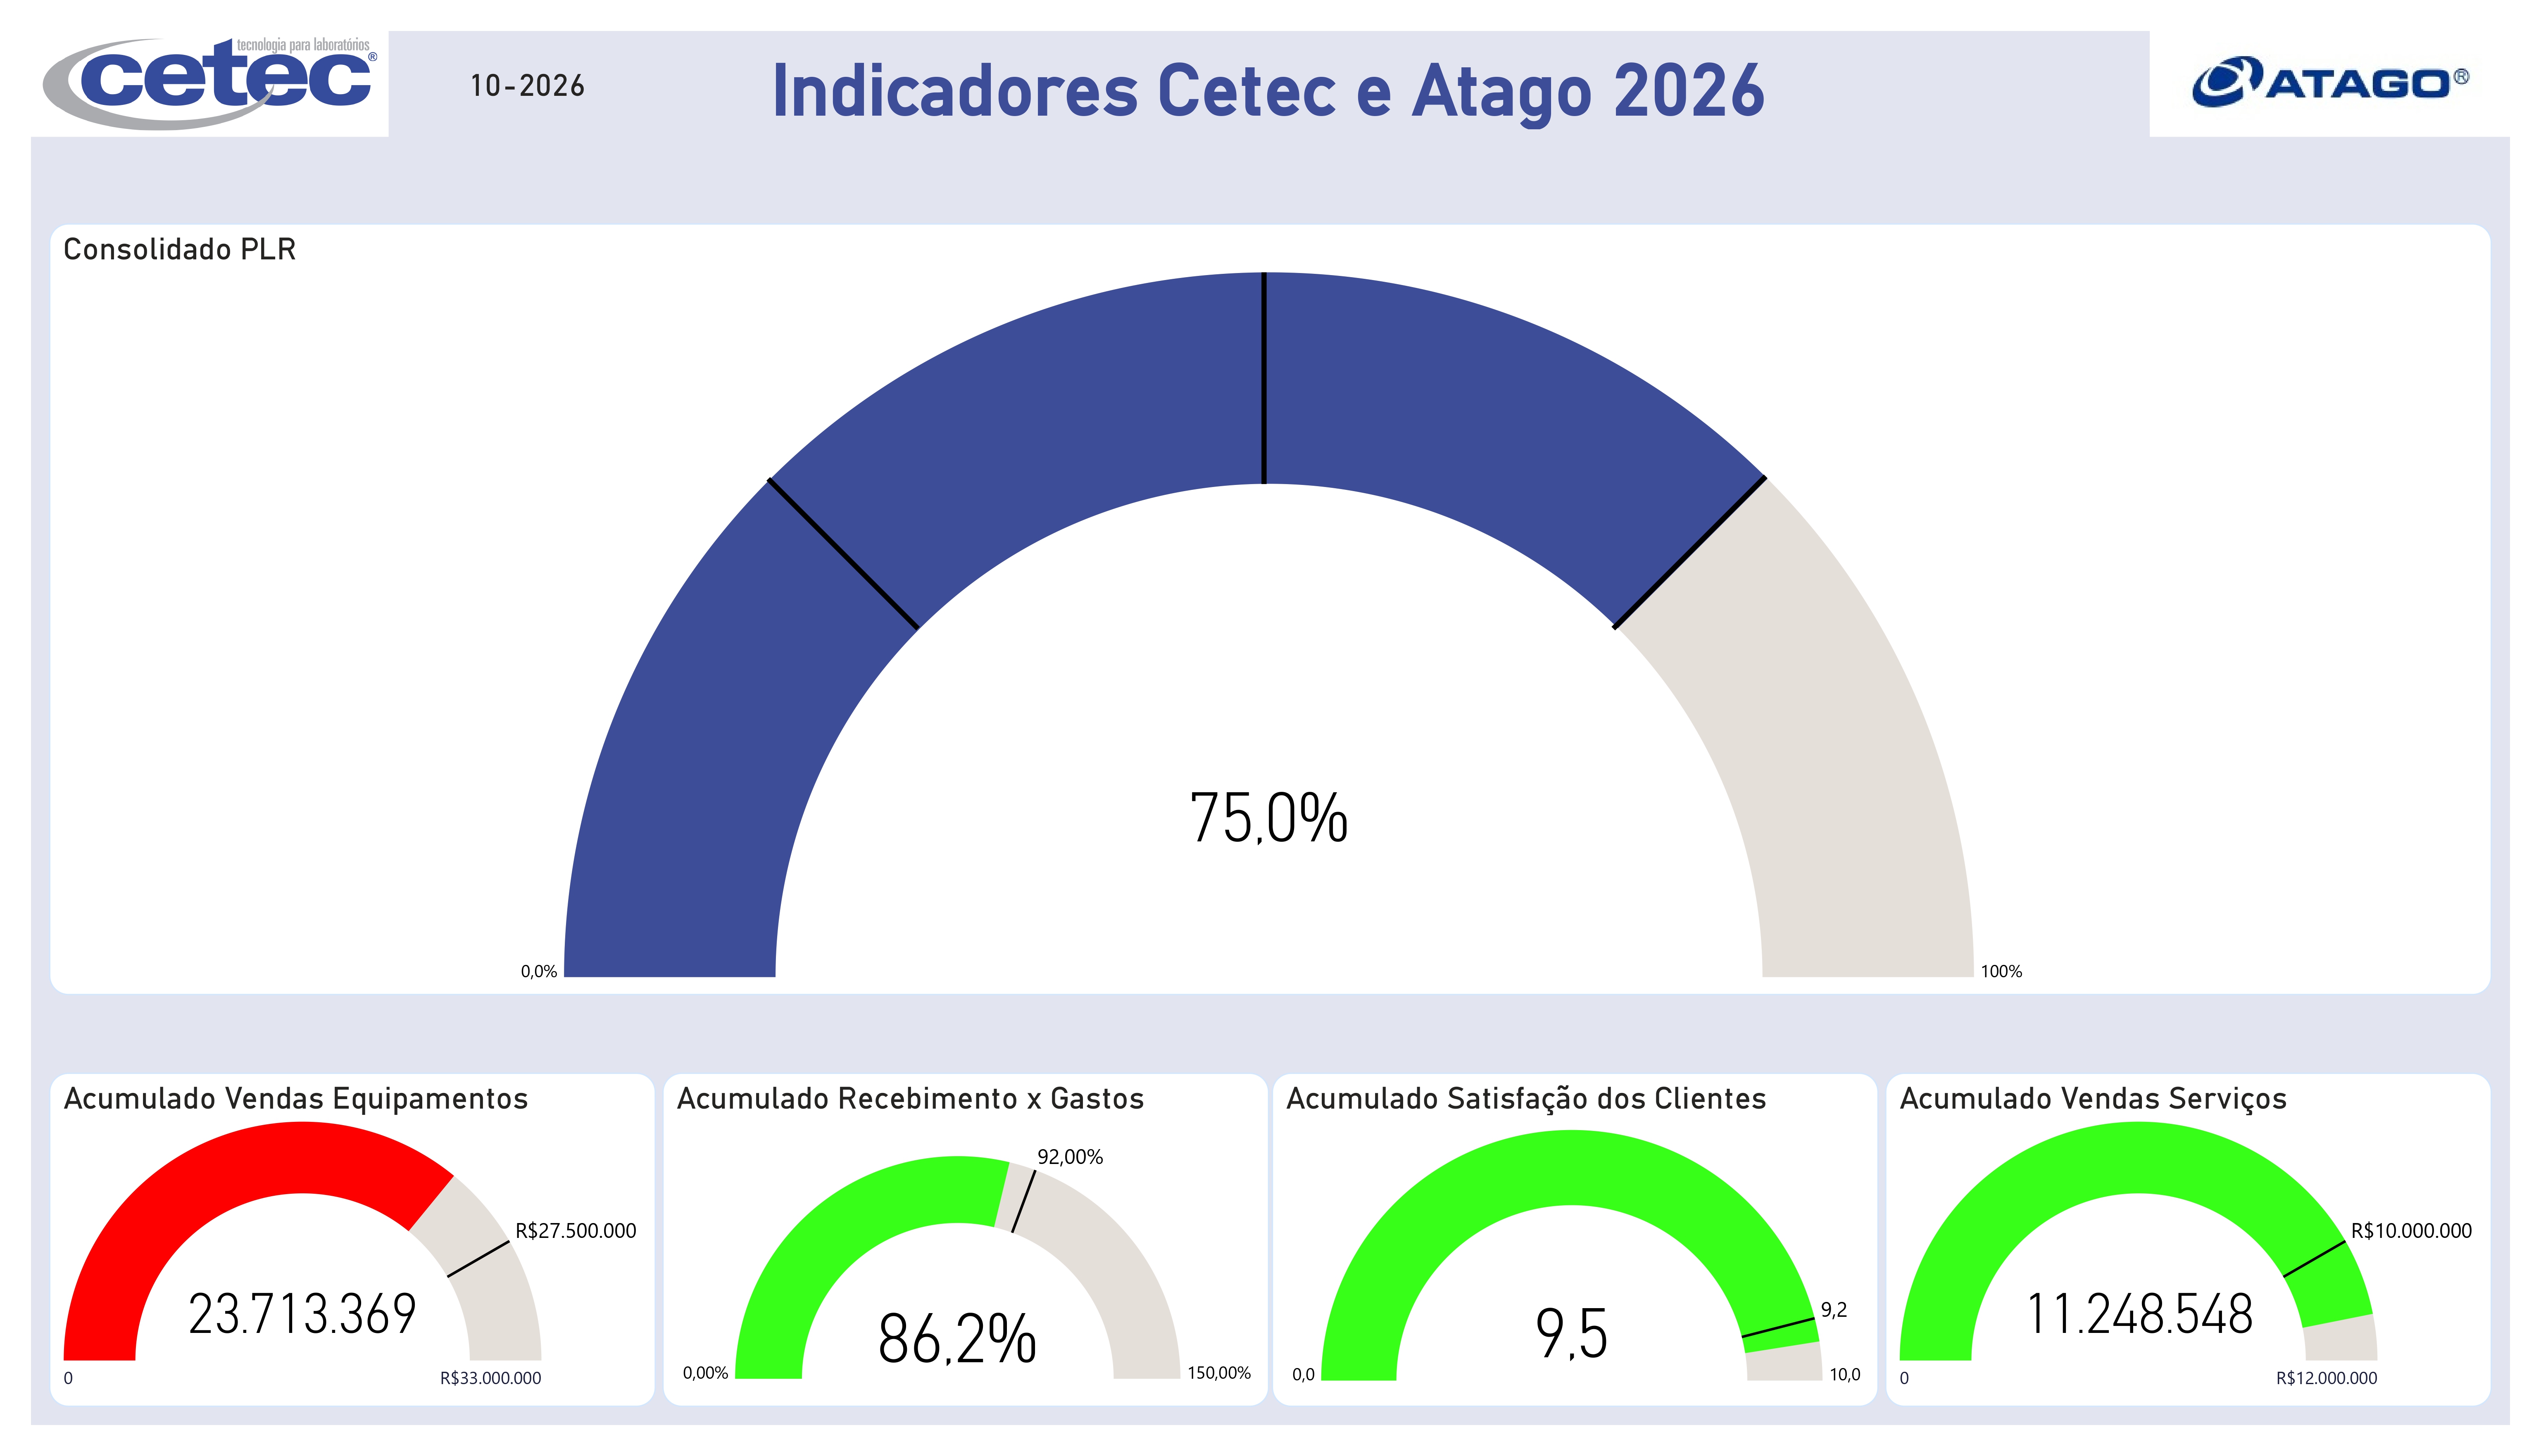 tecnologia para laboratórios
cetec®
10-2026
Indicadores Cetec e Atago 2026
ATAGO®
Consolidado PLR
75,0%
0,0%
100%
Acumulado Vendas Equipamentos
R$27.500.000
23.713.369
0
R$33.000.000
Acumulado Recebimento x Gastos
92,00%
86,2%
0,00%
150,00%
Acumulado Satisfação dos Clientes
9,2
9,5
0,0
10,0
Acumulado Vendas Serviços
R$10.000.000
11.248.548
0
R$12.000.000